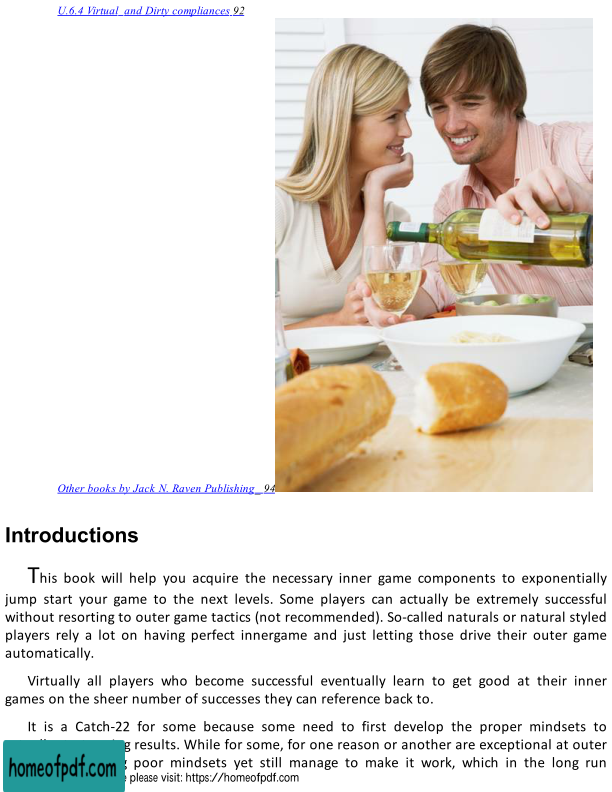 U.6.4 Virtual and Dirty compliances 92
Other books by Jack N. Raven Publishing_ 94
Introductions
This book will help you acquire the necessary inner game components to exponentially
jump start your game to the next levels. Some players can actually be extremely successful
without resorting to outer game tactics (not recommended). So-called naturals or natural styled
players rely a lot on having perfect innergame and just letting those drive their outer game
automatically.
Virtually all players who become successful eventually learn to get good at their inner
games on the sheer number of successes they can reference back to.
It is a Catch-22 for some because some need to first develop the proper mindsets to
results. While for some, for one reason or another are exceptional at outer
poor mindsets yet still manage to make it work, which in the long run
homeofpdf.com
please visit: https://homeofpdf.com